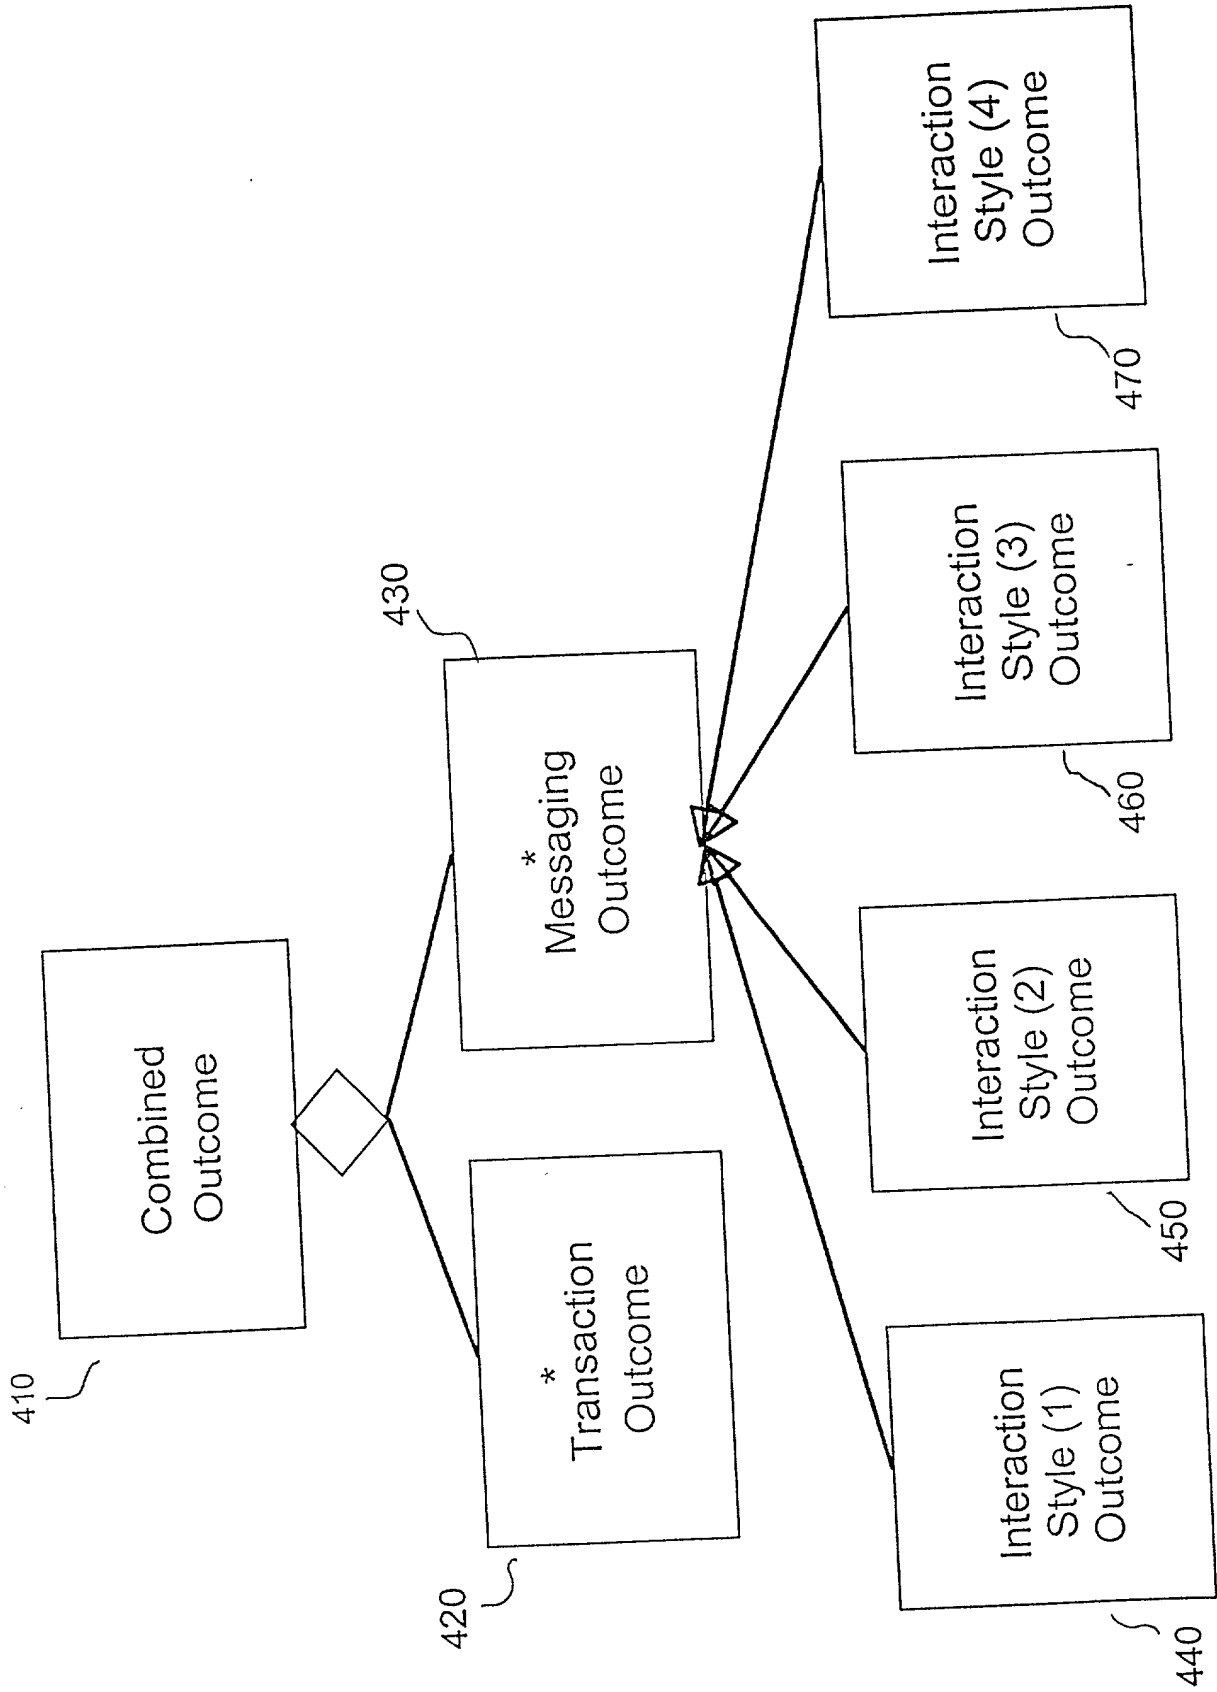 410
Combined
Outcome
420
*
Transaction
Outcome
430
*
Messaging
Outcome
440
Interaction
Style (1)
Outcome
450
Interaction
Style (2)
Outcome
460
Interaction
Style (3)
Outcome
470
Interaction
Style (4)
Outcome